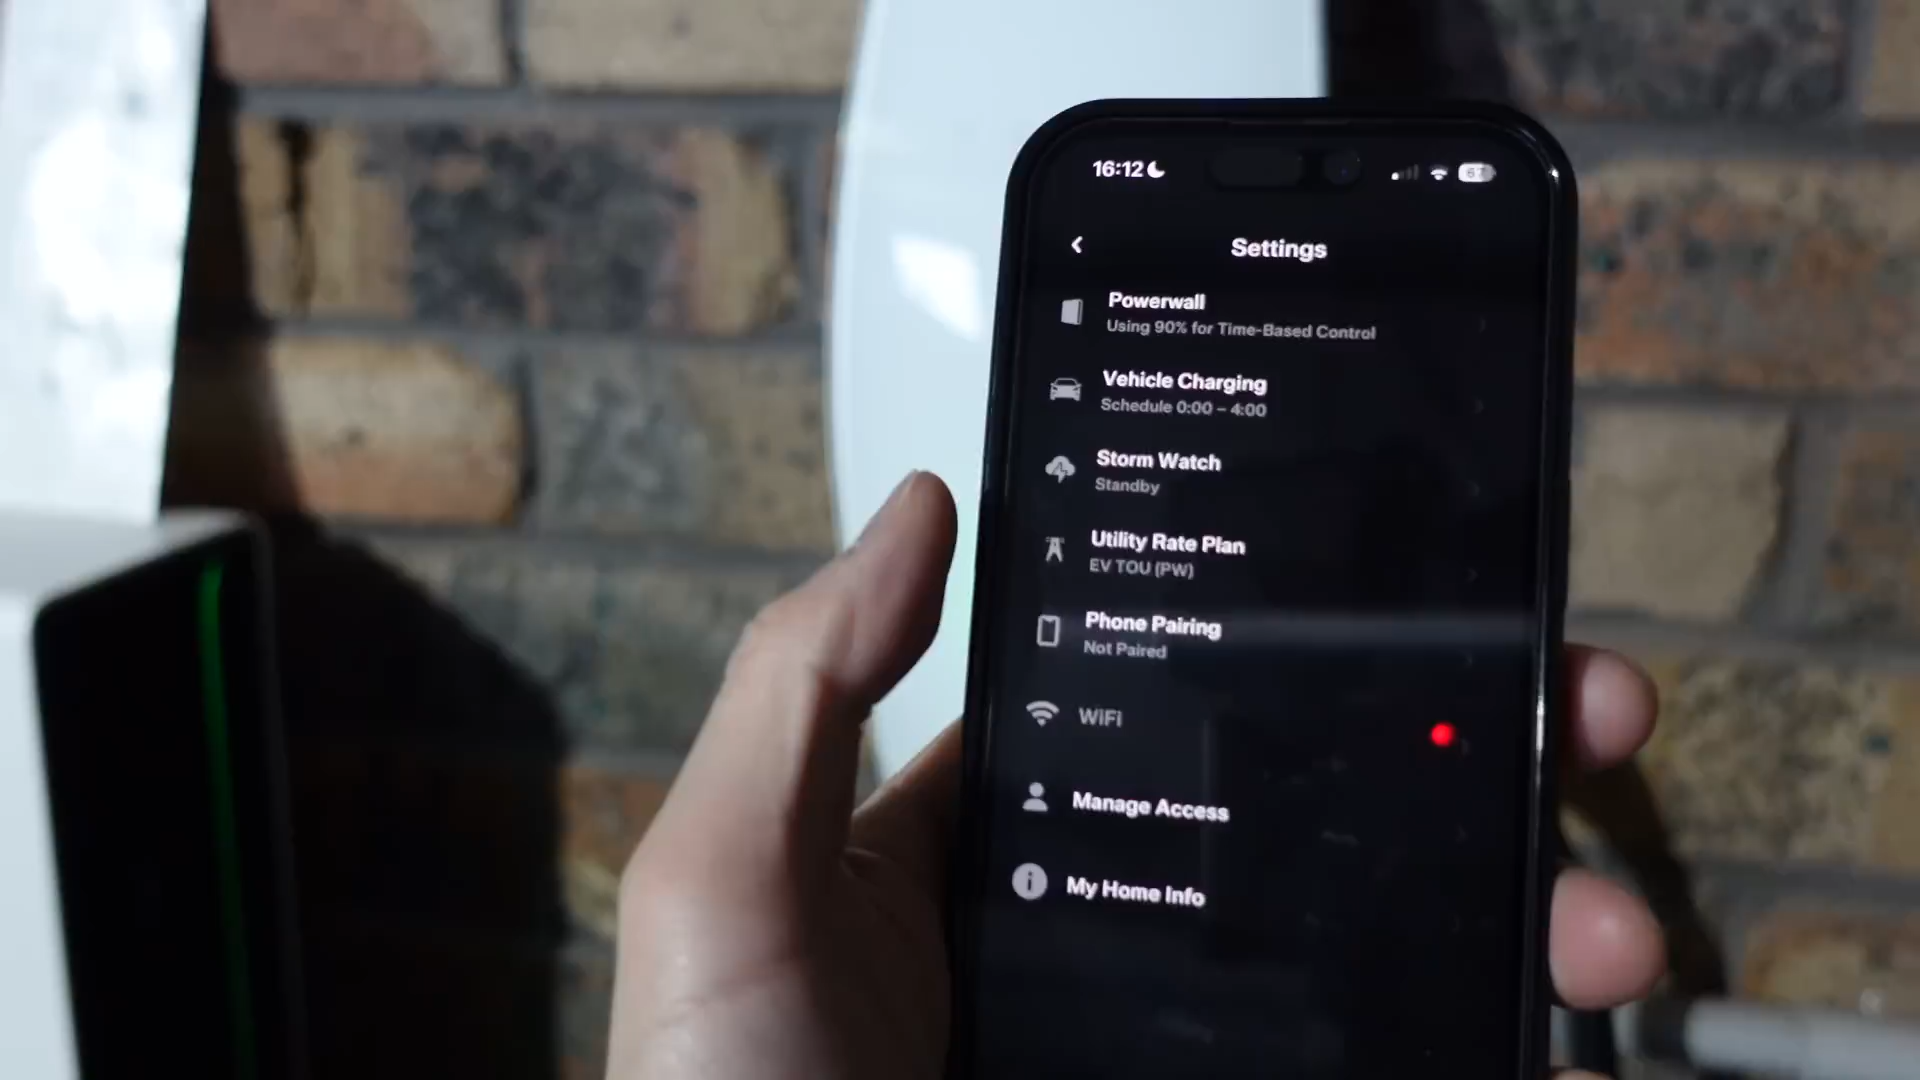 16:12
Settings
Powerwall
Using 90% for Time-Based Control
Vehicle Charging
Schedule 0:00 – 4:00
Storm Watch
Standby
Utility Rate Plan
EV TOU (PW)
Phone Pairing
Not Paired
WiFi
Manage Access
My Home Info